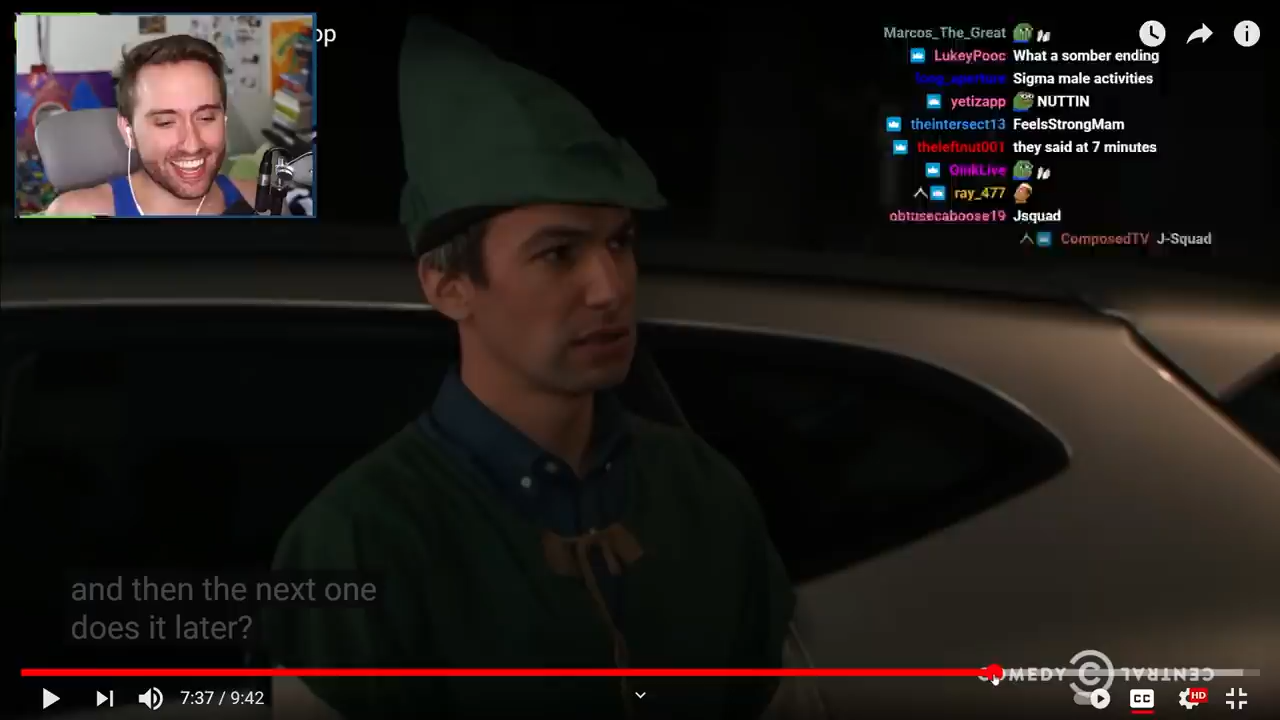 op
Marcos_The_Great
LukeyPooc What a somber ending
long_aperture Sigma male activities
yetizapp NUTTIN
theintersect13 FeelsStrongMam
theleftnut001 they said at 7 minutes
OinkLive
ray_477
obtusecaboose19 Jsquad
ComposedTV J-Squad
and then the next one
does it later?
COMEDY CENTRAL
7:37 / 9:42
CC
HD